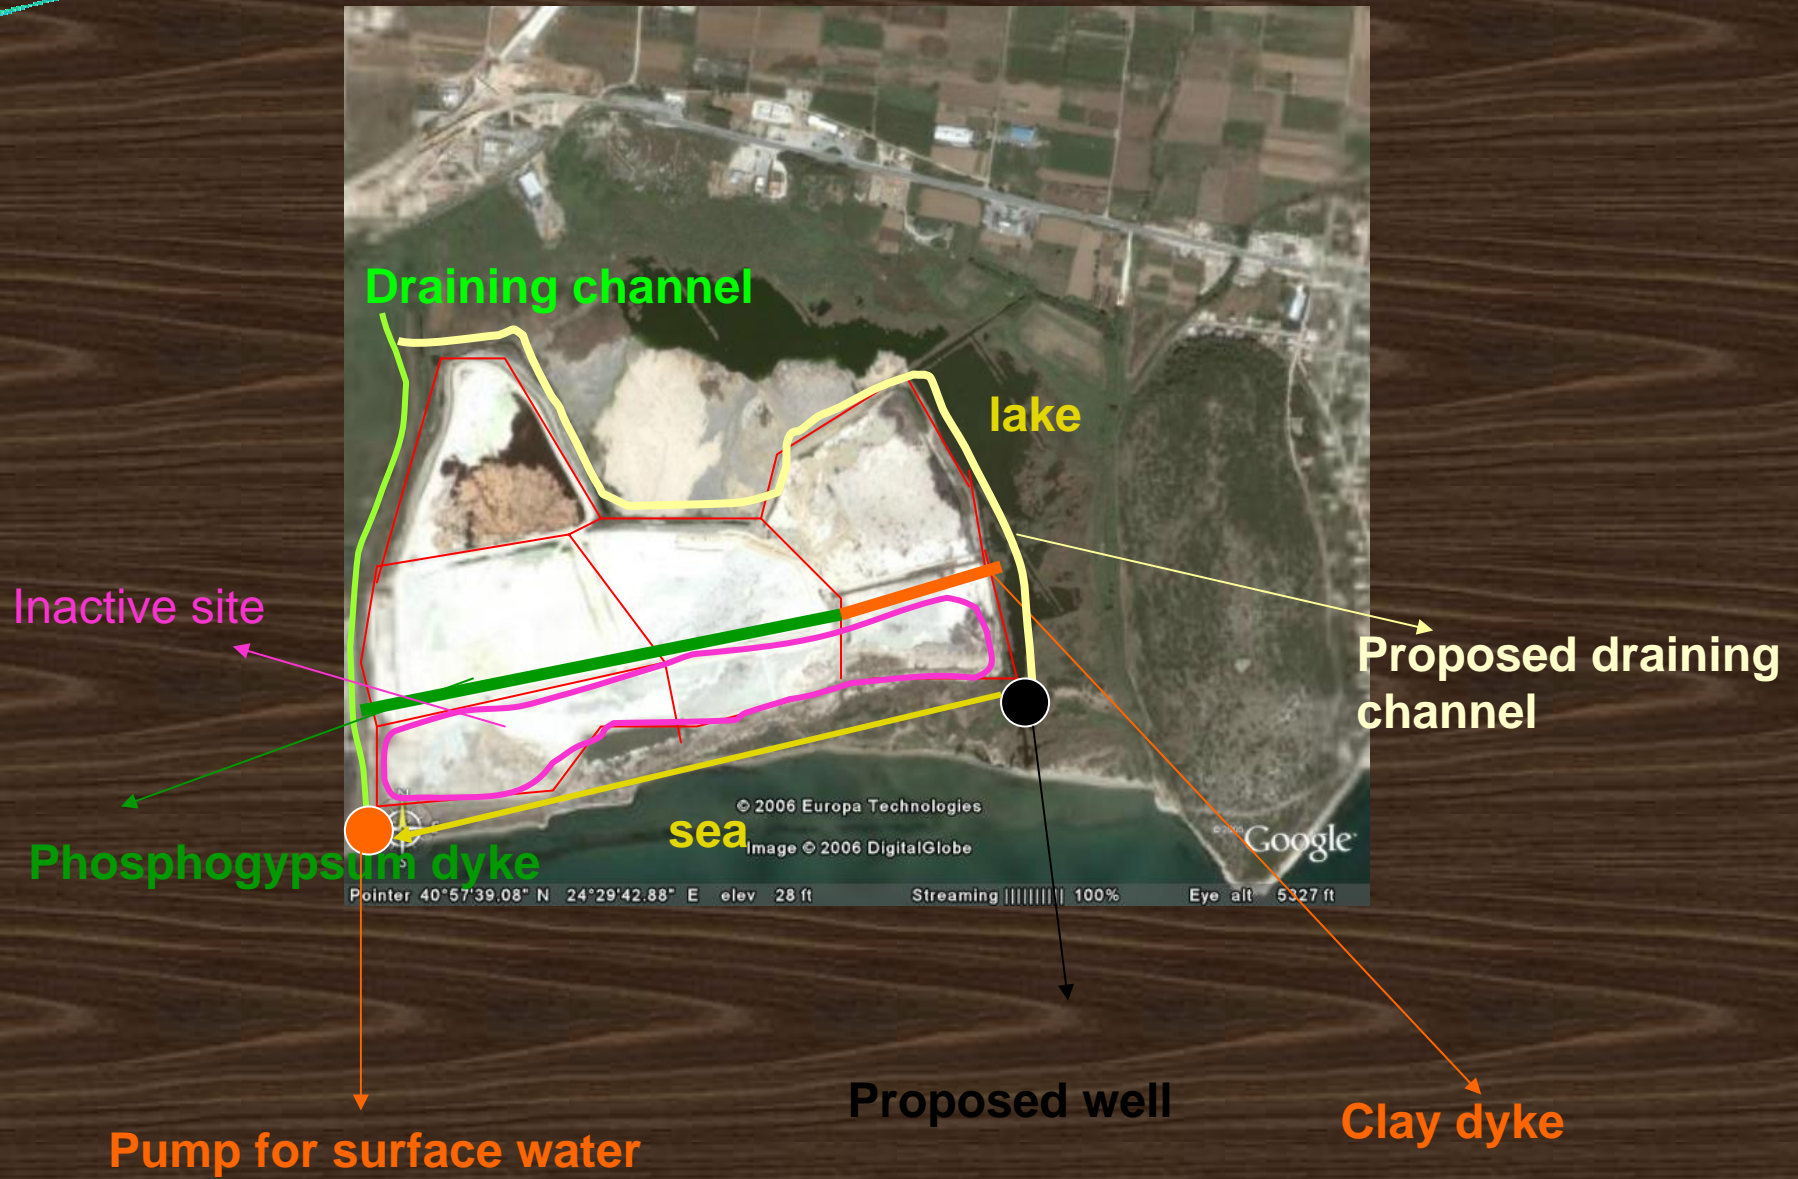 Draining channel
lake
Inactive site
Proposed draining
channel
© 2006 Europa Technologies
sea
Image © 2006 DigitalGlobe
Google
Phosphogypsum dyke
Pointer 40°57'39.08" N 24°29'42.88" E elev 28 ft Streaming |||||||||| 100% Eye alt 5327 ft
Proposed well
Clay dyke
Pump for surface water